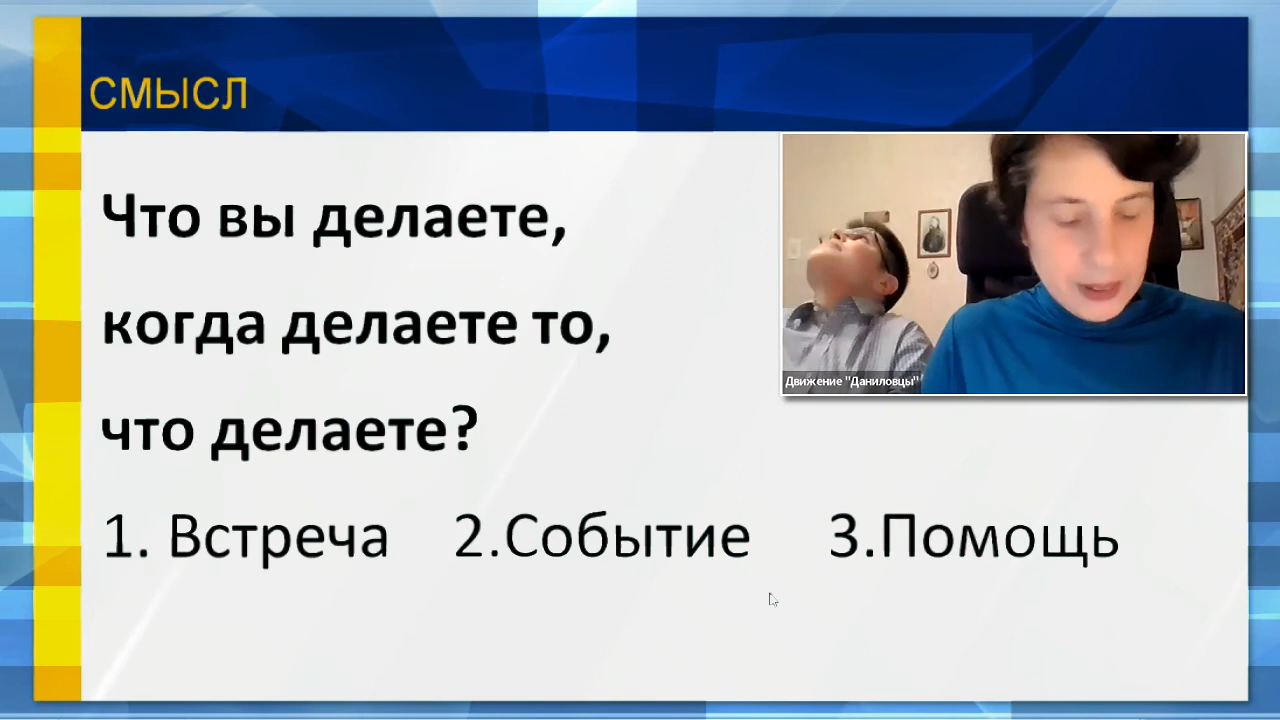 СМЫСЛ
Что вы делаете,
когда делаете то,
что делаете?
1. Встреча 2.Событие 3.Помощь
Движение "Даниловцы"